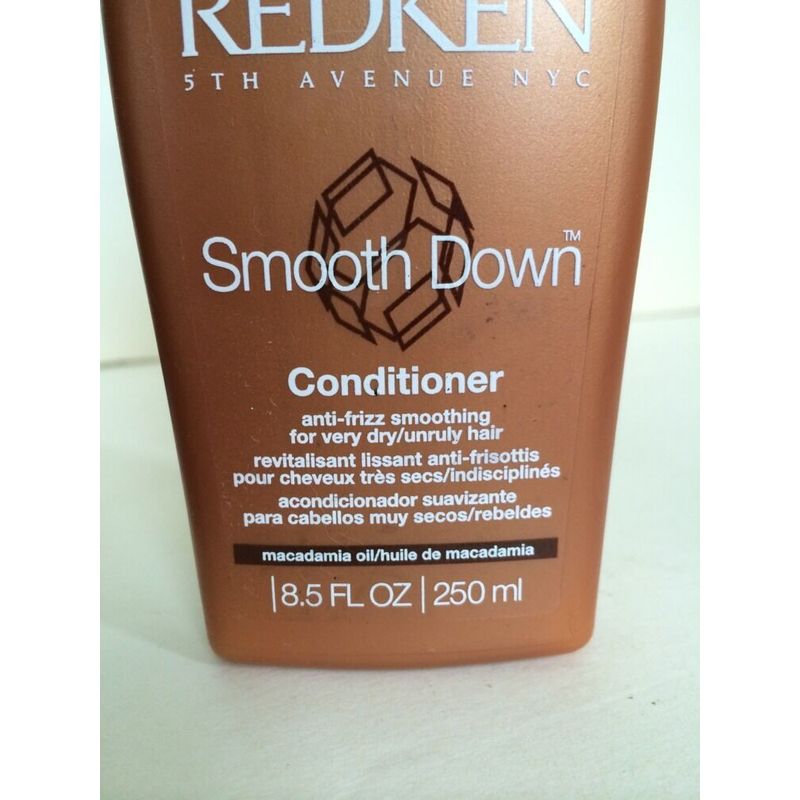 REDKEN
5TH AVENUE NYC
Smooth Down™
Conditioner
anti-frizz smoothing
for very dry/unruly hair
revitalisant lissant anti-frisottis
pour cheveux très secs/indisciplinés
acondicionador suavizante
para cabellos muy secos/rebeldes
macadamia oil/huile de macadamia
|8.5 FL OZ | 250 ml